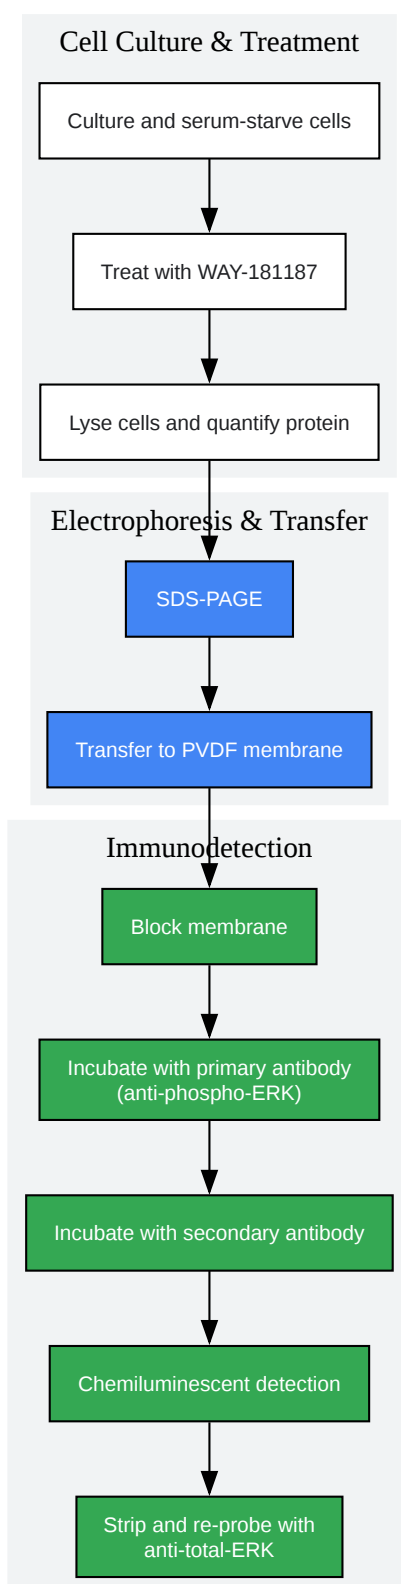 Cell Culture & Treatment
Culture and serum-starve cells
Treat with WAY-181187
Lyse cells and quantify protein
Electrophoresis & Transfer
SDS-PAGE
Transfer to PVDF membrane
Immunodetection
Block membrane
Incubate with primary antibody
(anti-phospho-ERK)
Incubate with secondary antibody
Chemiluminescent detection
Strip and re-probe with
anti-total-ERK